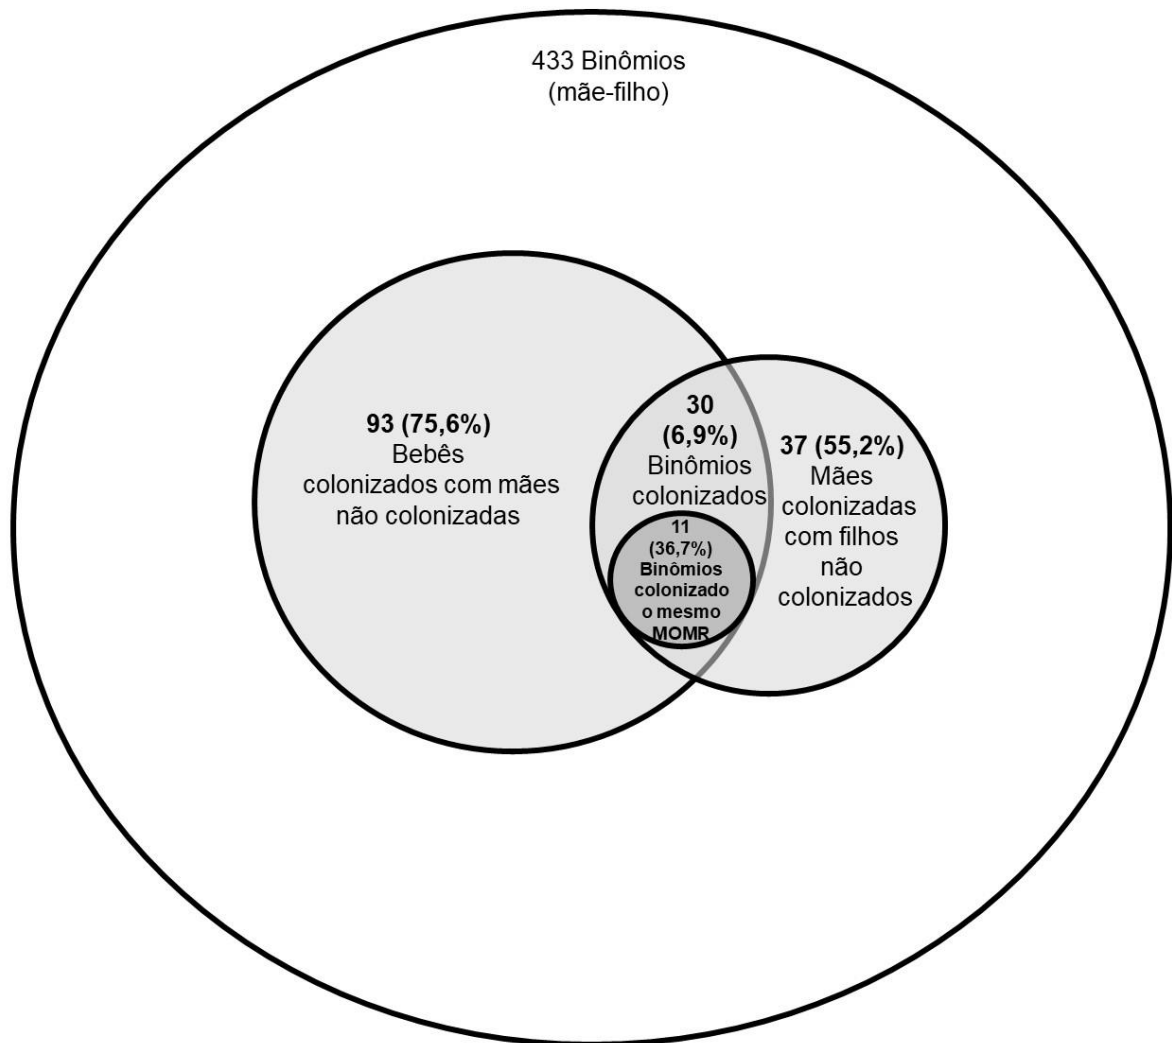 433 Binômios
(mãe-filho)
93 (75,6%)
Bebês
colonizados com mães
não colonizadas
30
(6,9%)
Binômios
colonizados
11
(36,7%)
Binômios
colonizado
o mesmo
MOMR
37 (55,2%)
Mães
colonizadas
com filhos
não
colonizados